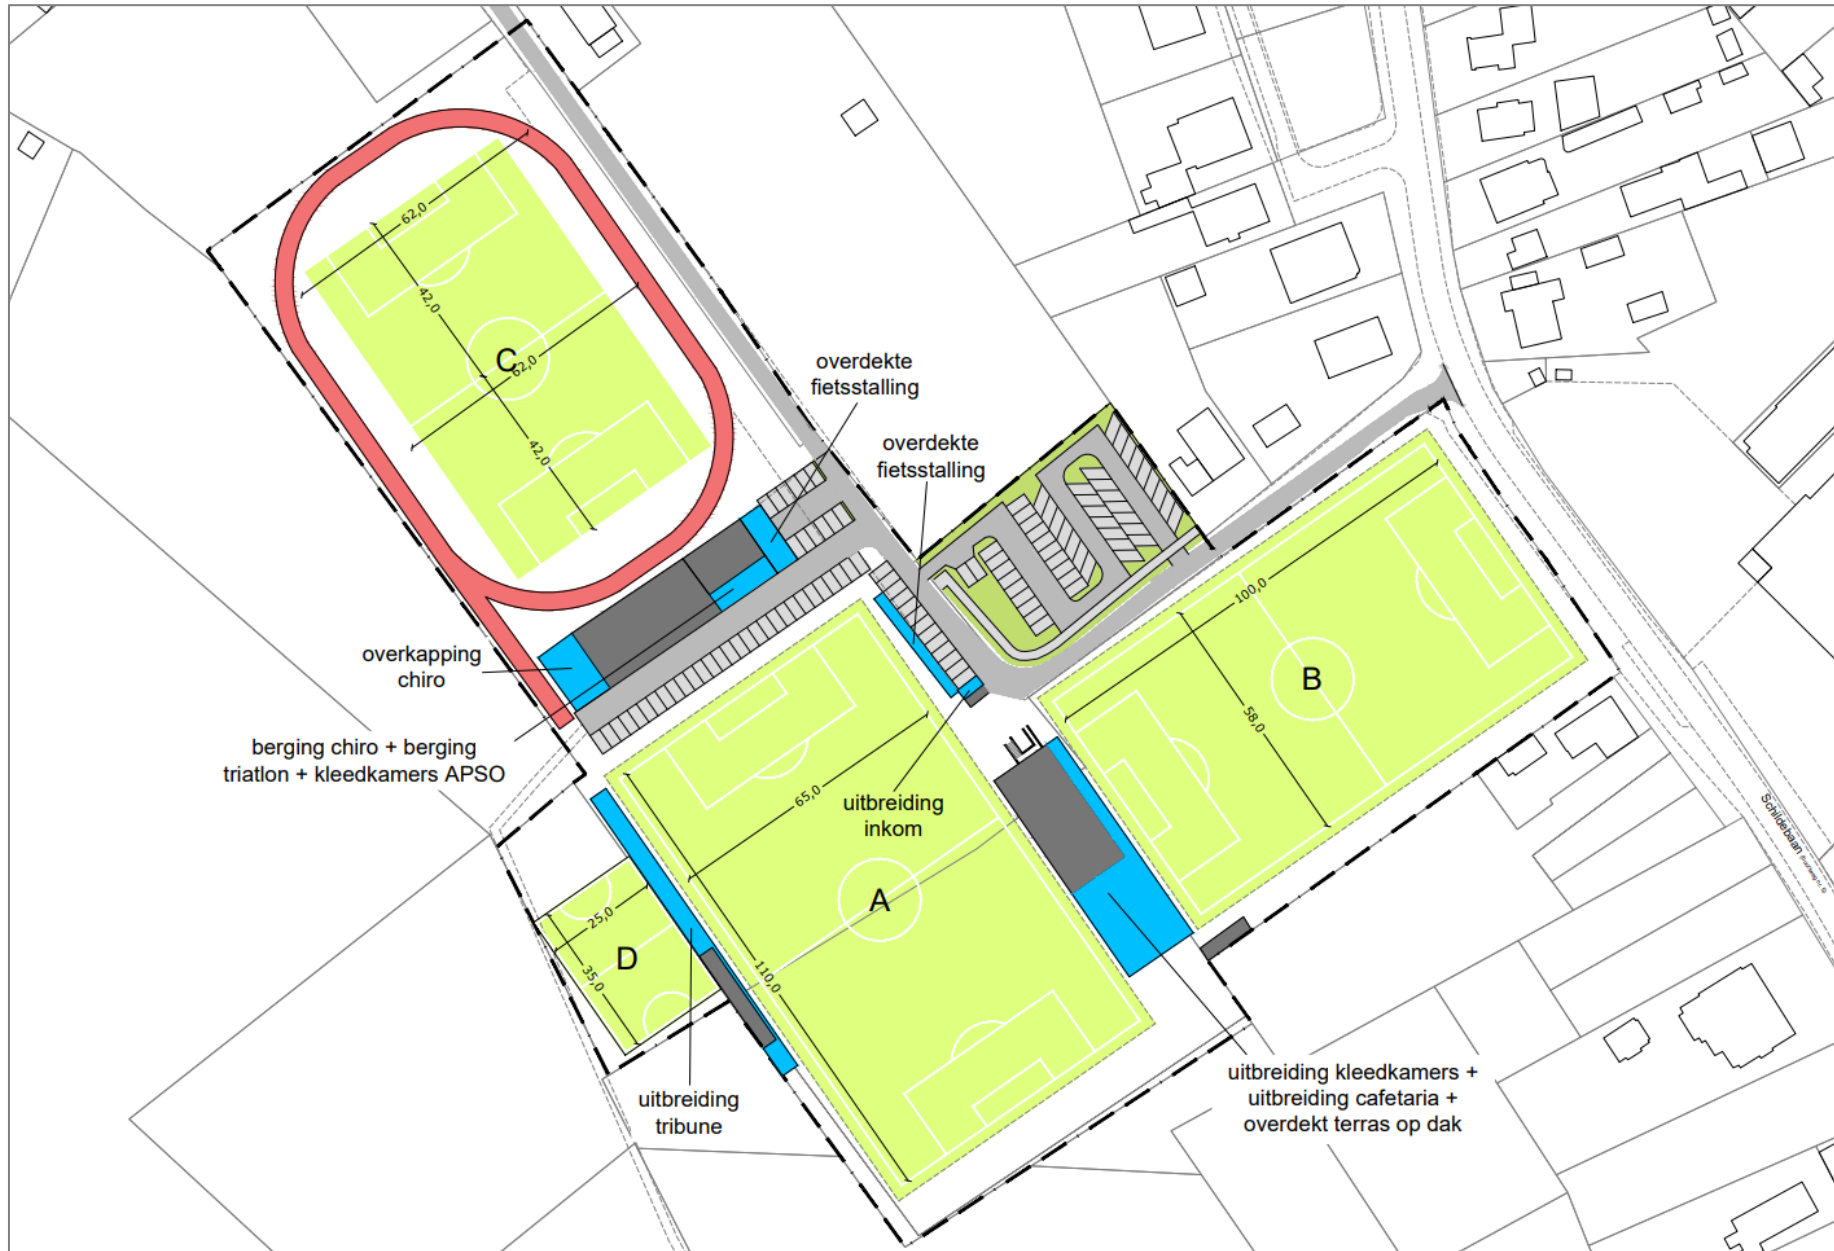 62,0
42,0
C
62,0
42,0
overdekte
fietsstalling
overdekte
fietsstalling
100,0
B
58,0
overkapping
chiro
berging chiro + berging
triatlon + kleedkamers APSO
65,0
uitbreiding
inkom
A
110,0
25,0
D
35,0
uitbreiding
tribune
uitbreiding kleedkamers +
uitbreiding cafetaria +
overdekt terras op dak
Schildebaan